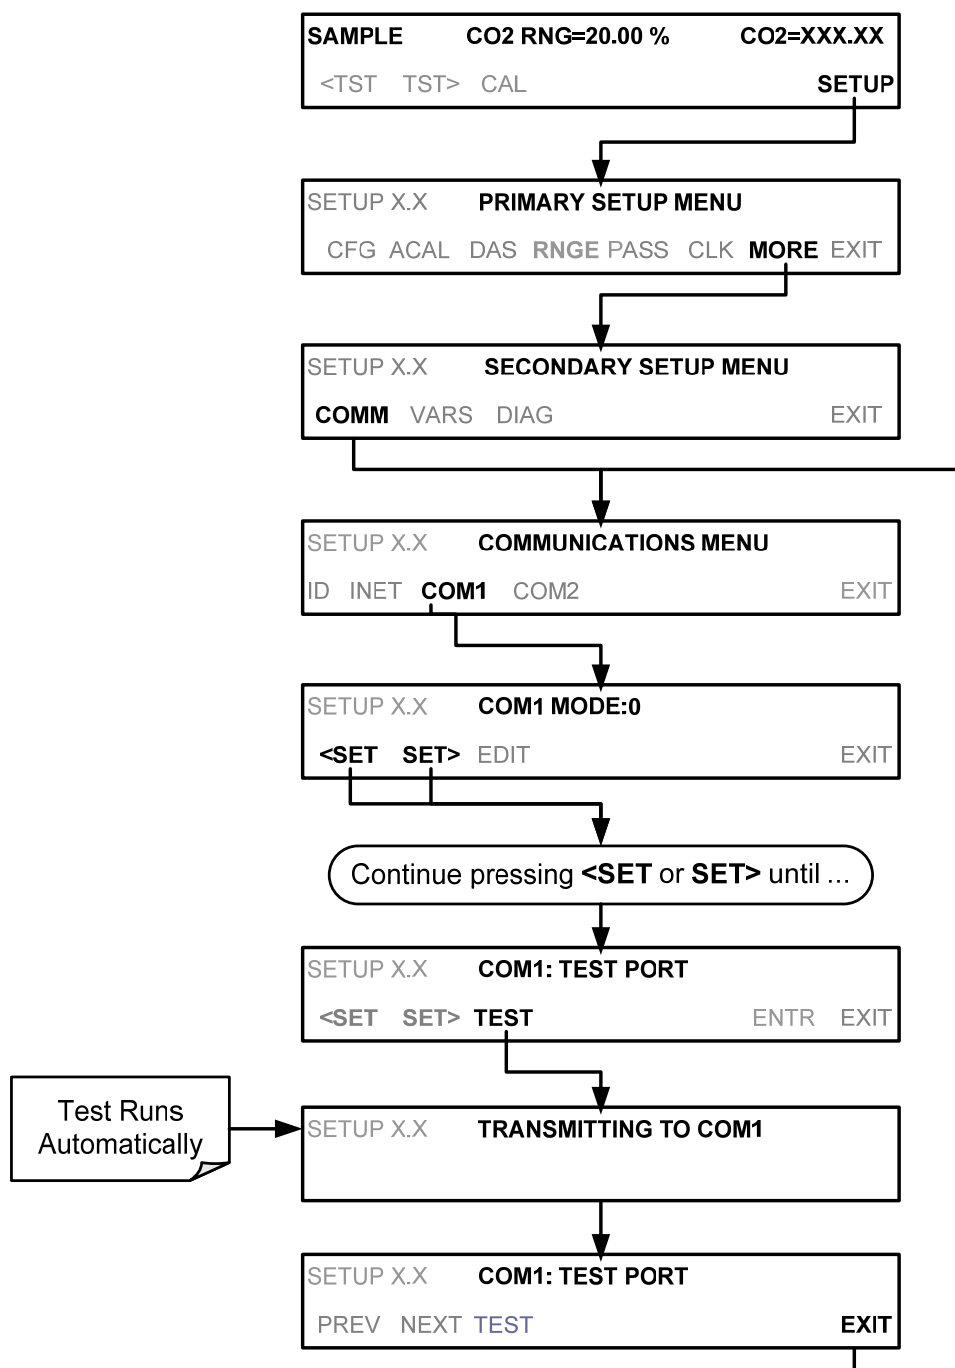 SAMPLE CO2 RNG=20.00 % CO2=XXX.XX
<TST TST> CAL SETUP
SETUP X.X PRIMARY SETUP MENU
CFG ACAL DAS RNGE PASS CLK MORE EXIT
SETUP X.X SECONDARY SETUP MENU
COMM VARS DIAG EXIT
SETUP X.X COMMUNICATIONS MENU
ID INET COM1 COM2 EXIT
SETUP X.X COM1 MODE:0
<SET SET> EDIT EXIT
Continue pressing <SET or SET> until ...
SETUP X.X COM1: TEST PORT
<SET SET> TEST ENTR EXIT
Test Runs
Automatically
SETUP X.X TRANSMITTING TO COM1
SETUP X.X COM1: TEST PORT
PREV NEXT TEST EXIT